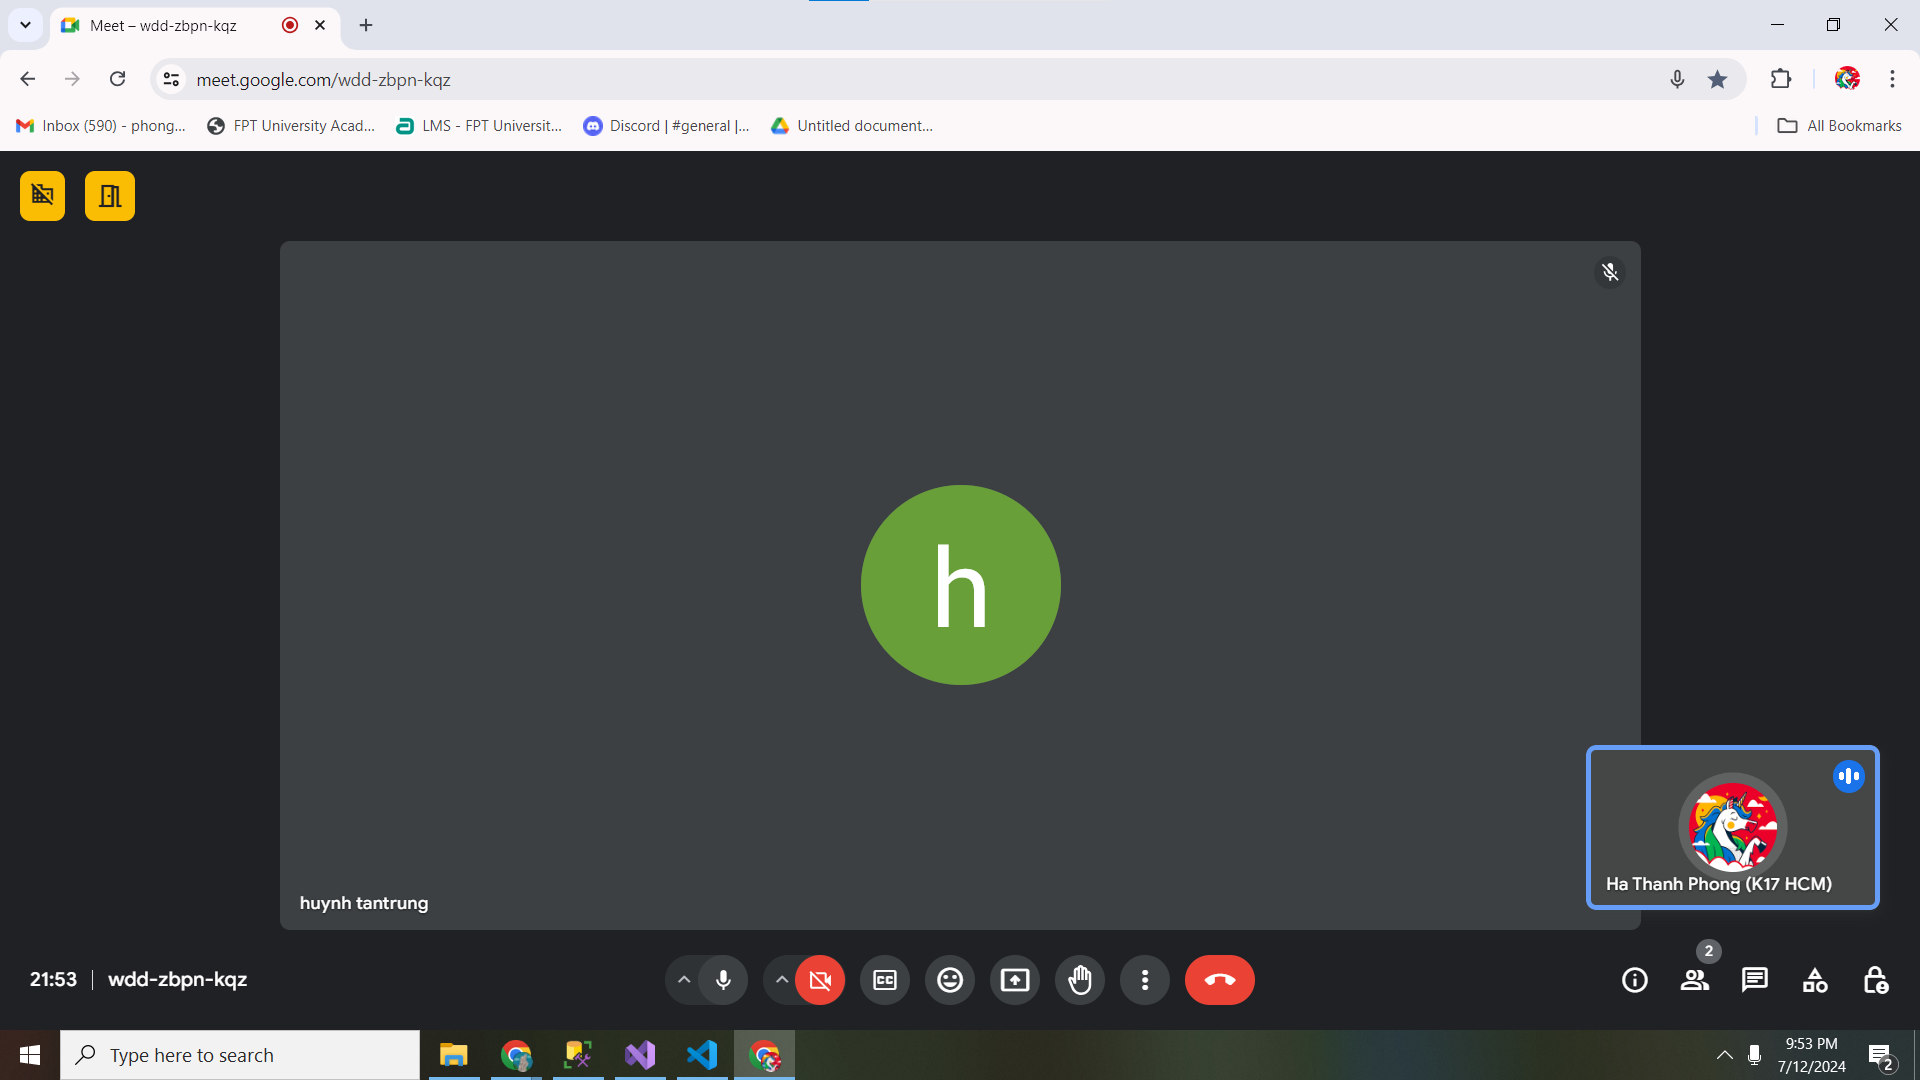 Meet – wdd-zbpn-kqz
meet.google.com/wdd-zbpn-kqz
Inbox (590) - phong...
FPT University Acad...
LMS - FPT Universit...
Discord | #general |...
Untitled document...
All Bookmarks
h
huynh tantrung
Ha Thanh Phong (K17 HCM)
21:53
wdd-zbpn-kqz
CC
2
Type here to search
9:53 PM
7/12/2024
2